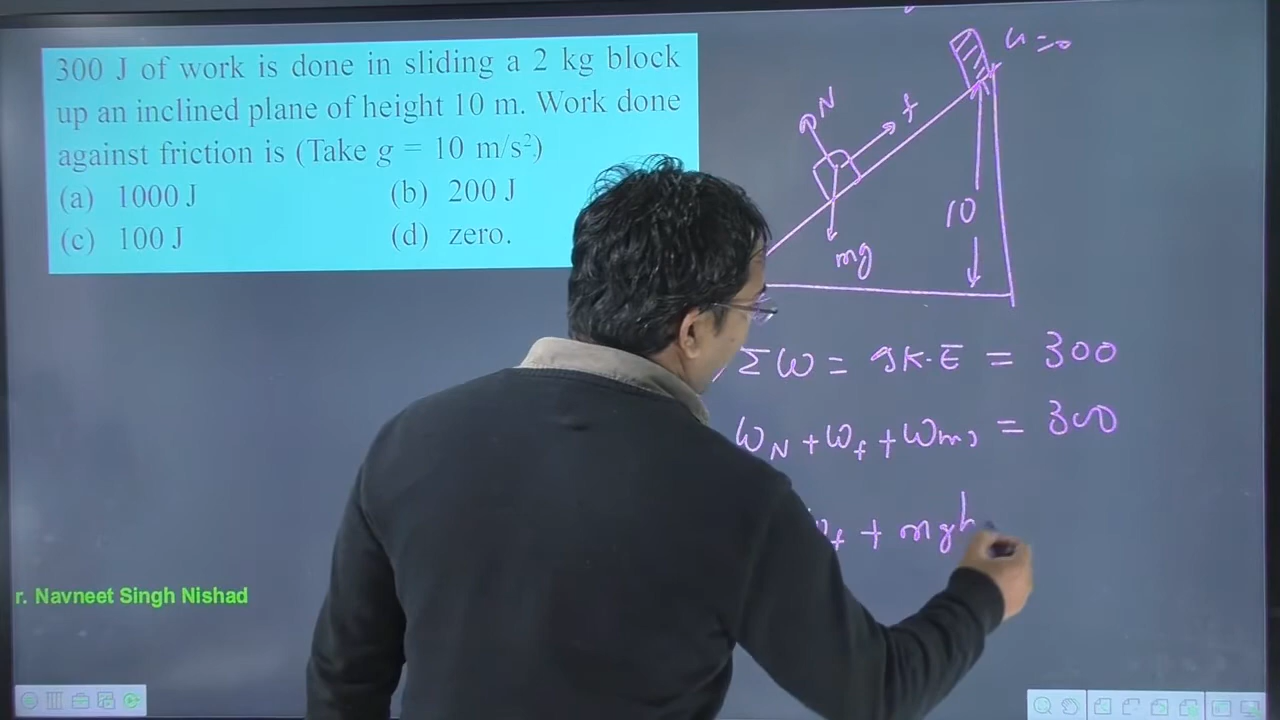 300 J of work is done in sliding a 2 kg block
up an inclined plane of height 10 m. Work done
against friction is (Take g = 10 m/s²)
(a) 1000 J (b) 200 J
(c) 100 J (d) zero.
u=0
N
f
10
mg
ΣW = gK.E = 300
W_N + W_f + W_mg = 300
W_f + mgh
r. Navneet Singh Nishad